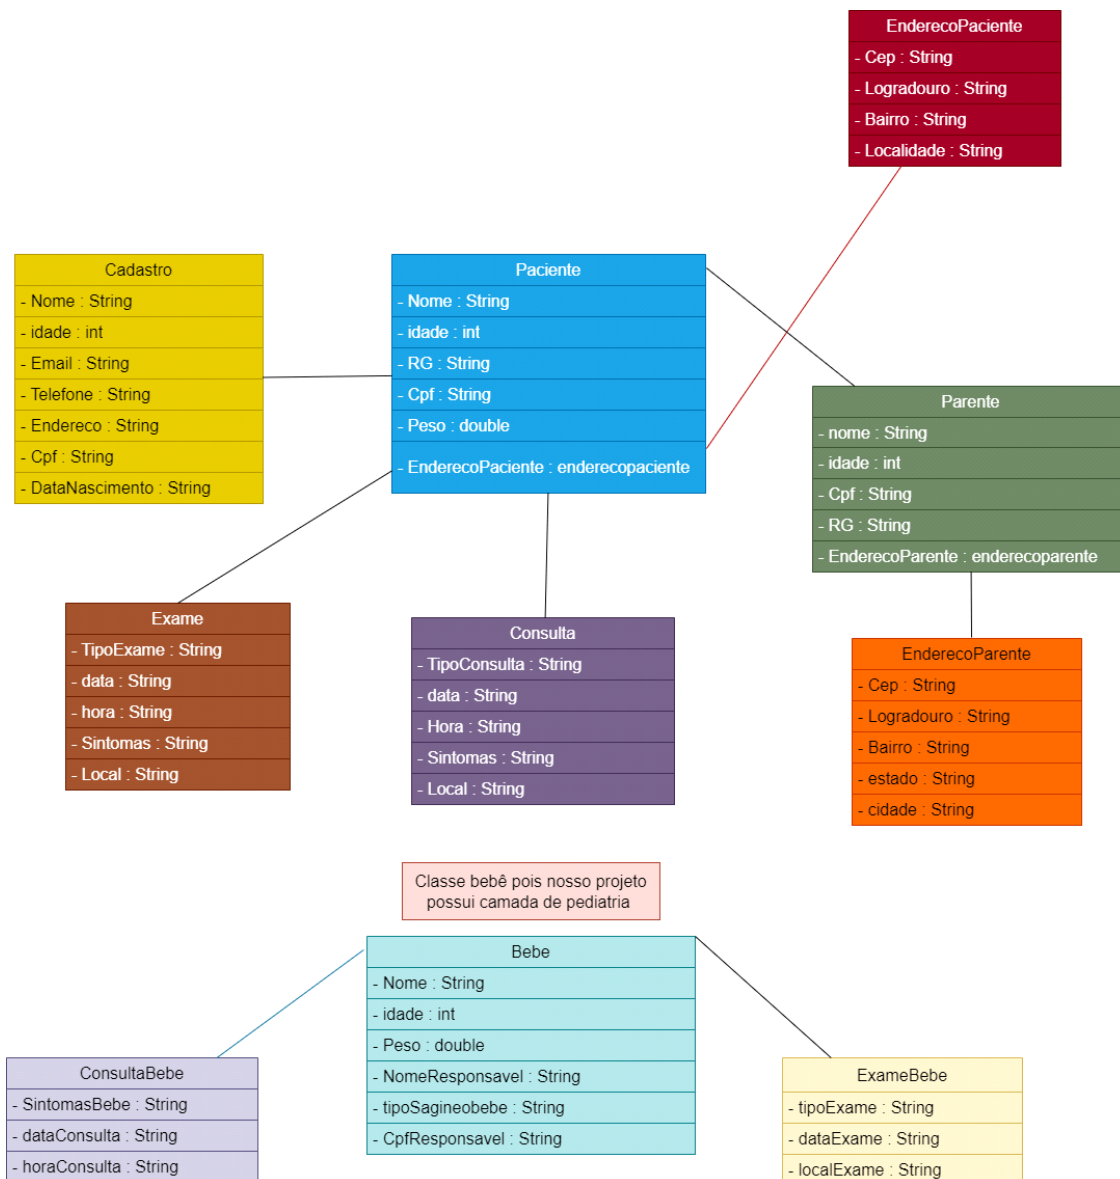 EnderecoPaciente
- Cep : String
- Logradouro : String
- Bairro : String
- Localidade : String
Cadastro
- Nome : String
- idade : int
- Email : String
- Telefone : String
- Endereco : String
- Cpf : String
- DataNascimento : String
Paciente
- Nome : String
- idade : int
- RG : String
- Cpf : String
- Peso : double
- EnderecoPaciente : enderecopaciente
Parente
- nome : String
- idade : int
- Cpf : String
- RG : String
- EnderecoParente : enderecoparente
Exame
- TipoExame : String
- data : String
- hora : String
- Sintomas : String
- Local : String
Consulta
- TipoConsulta : String
- data : String
- Hora : String
- Sintomas : String
- Local : String
EnderecoParente
- Cep : String
- Logradouro : String
- Bairro : String
- estado : String
- cidade : String
Classe bebê pois nosso projeto
possui camada de pediatria
Bebe
- Nome : String
- idade : int
- Peso : double
- NomeResponsavel : String
- tipoSagineobebe : String
- CpfResponsavel : String
ConsultaBebe
- SintomasBebe : String
- dataConsulta : String
- horaConsulta : String
ExameBebe
- tipoExame : String
- dataExame : String
- localExame : String